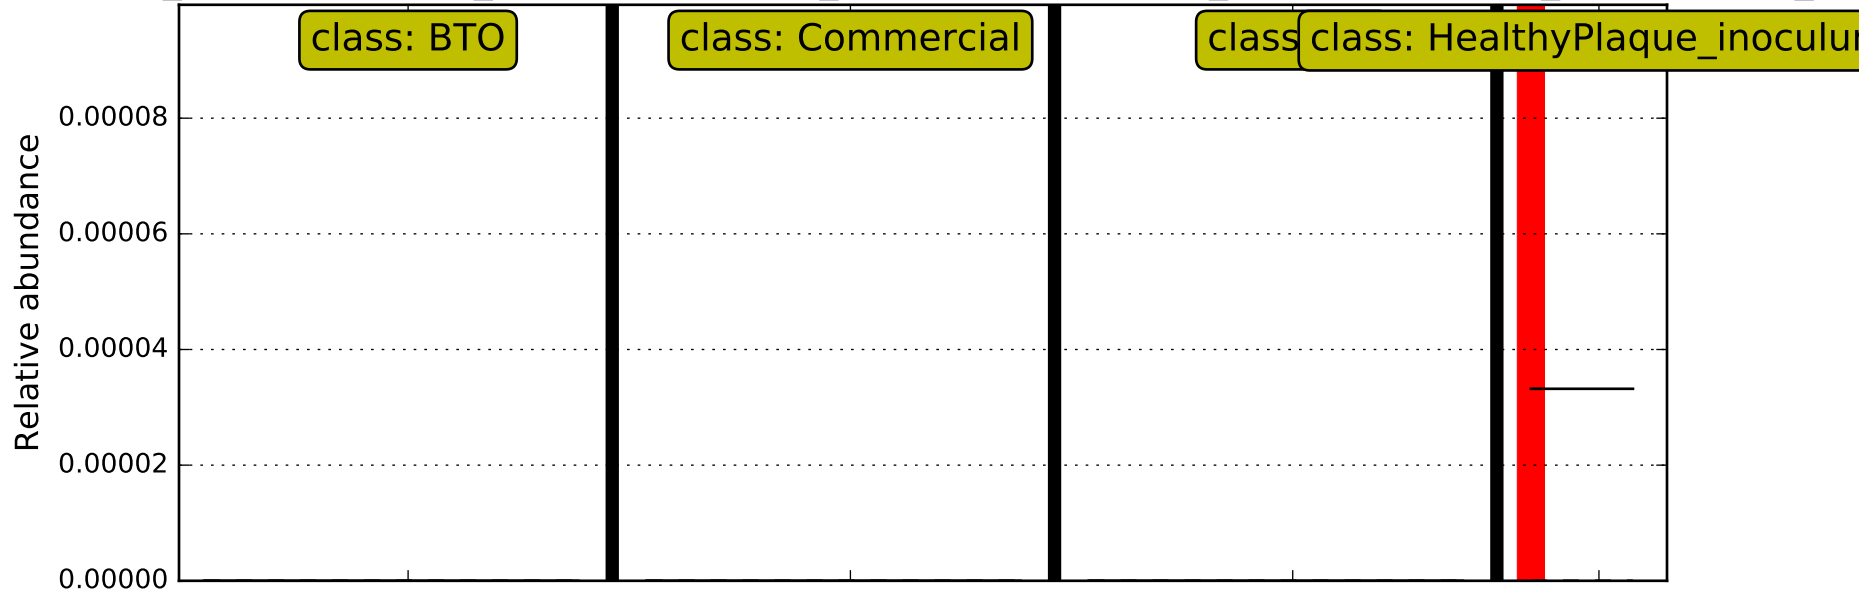 class: BTO
class: Commercial
class
class: HealthyPlaque_inoculu
0.00008
0.00006
0.00004
0.00002
0.00000
Relative abundance